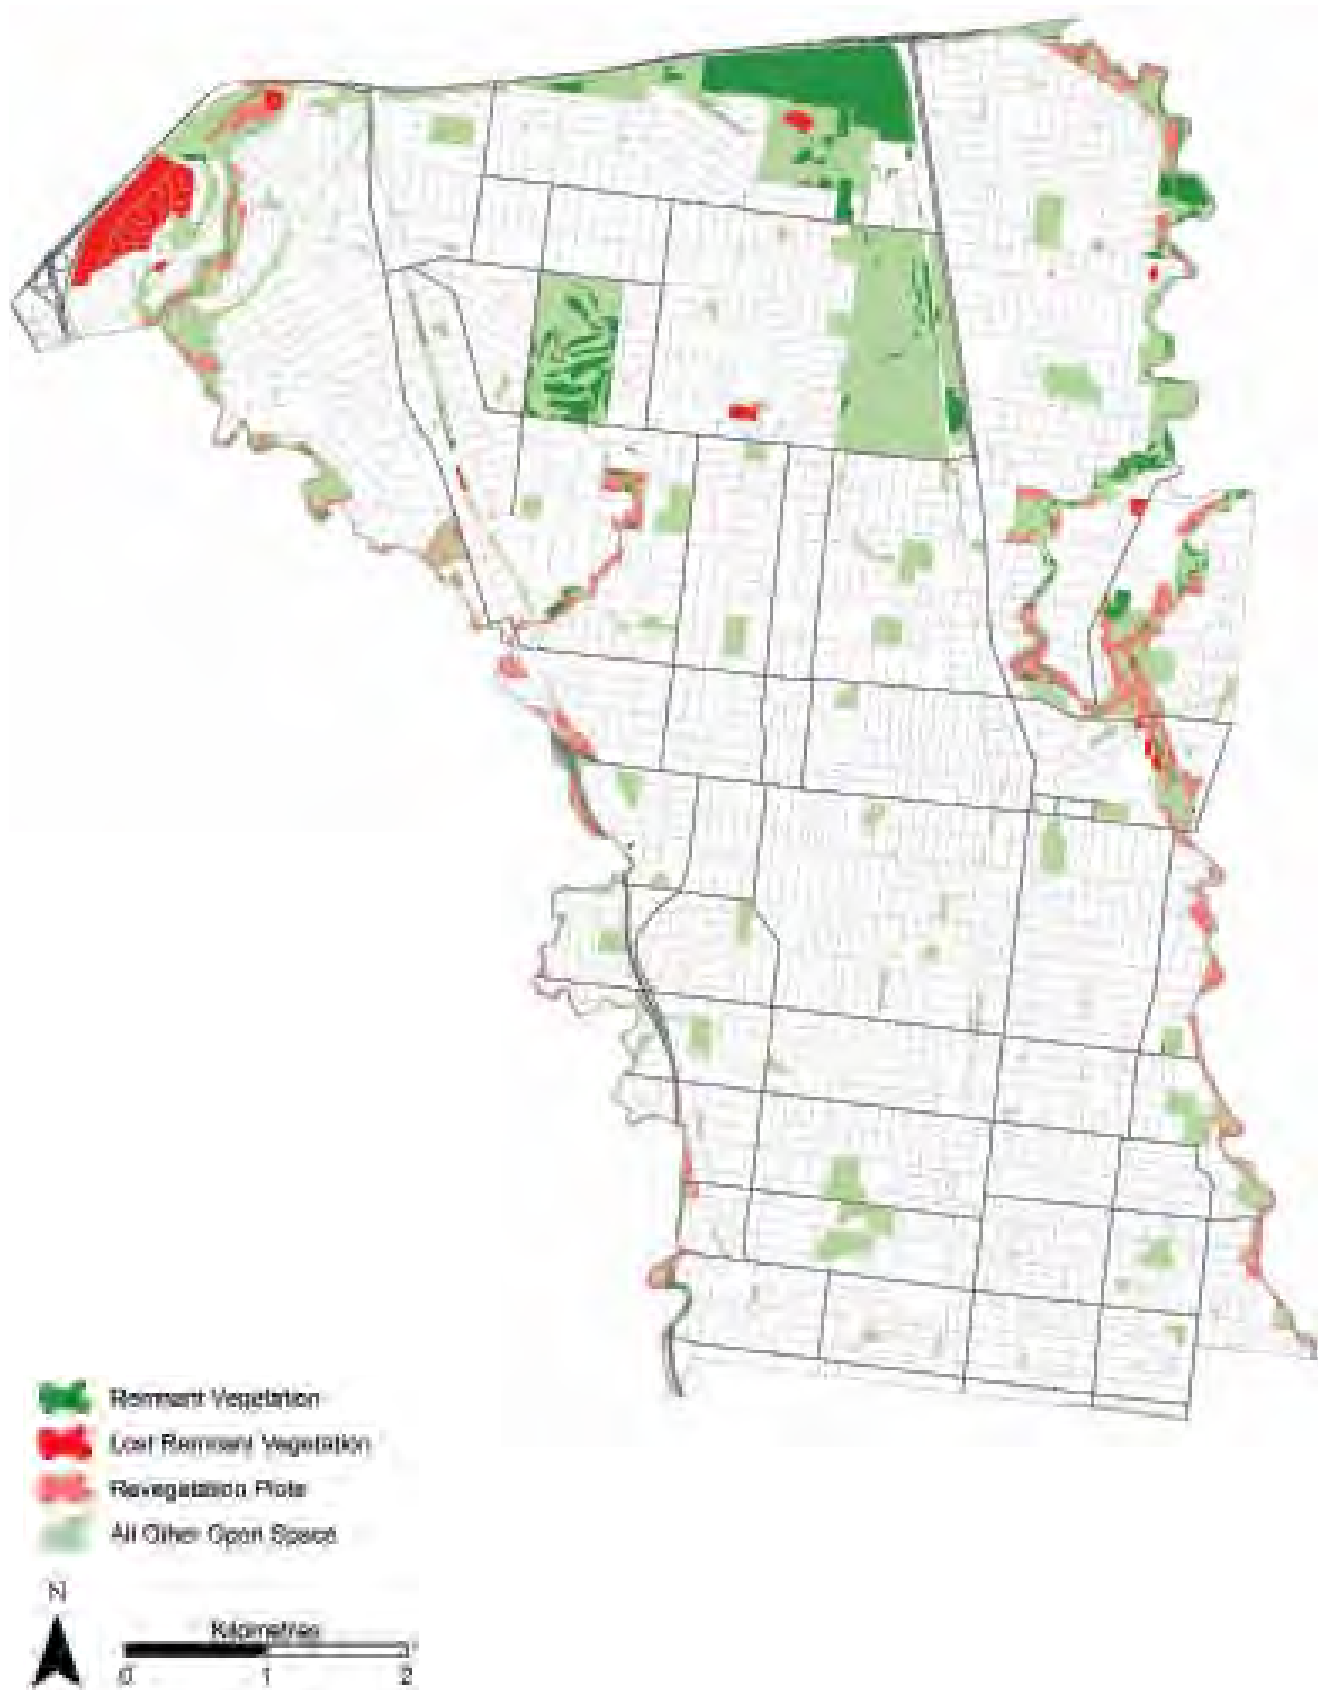 Remnant Vegetation
Lost Remnant Vegetation
Revegetation Plots
All Other Open Space
N
Kilometres
0 1 2